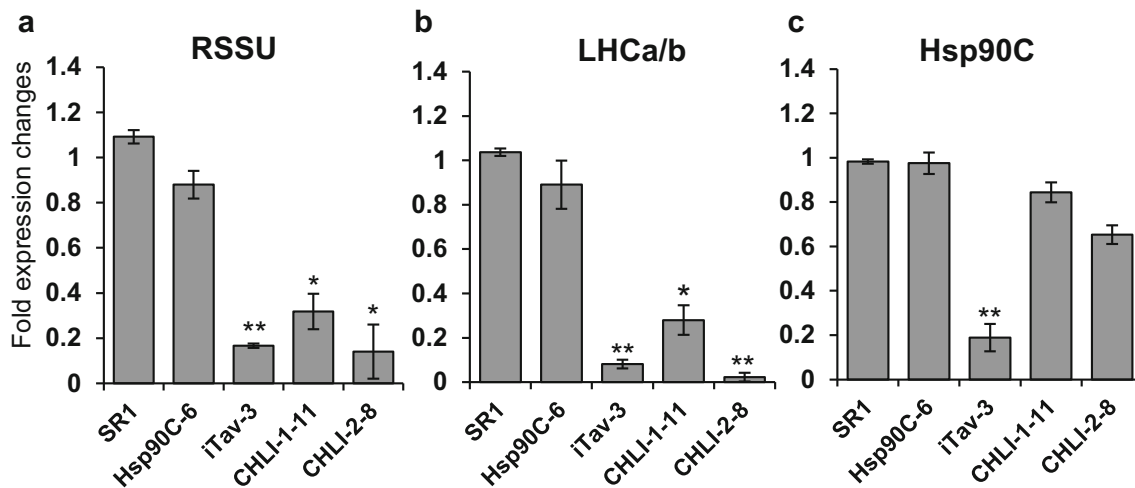 a
RSSU
Fold expression changes
1.4
1.2
1
0.8
0.6
0.4
0.2
0
**
*
*
SR1
Hsp90C-6
iTav-3
CHLI-1-11
CHLI-2-8
b
LHCa/b
1.4
1.2
1
0.8
0.6
0.4
0.2
0
**
*
**
SR1
Hsp90C-6
iTav-3
CHLI-1-11
CHLI-2-8
c
Hsp90C
1.4
1.2
1
0.8
0.6
0.4
0.2
0
**
SR1
Hsp90C-6
iTav-3
CHLI-1-11
CHLI-2-8